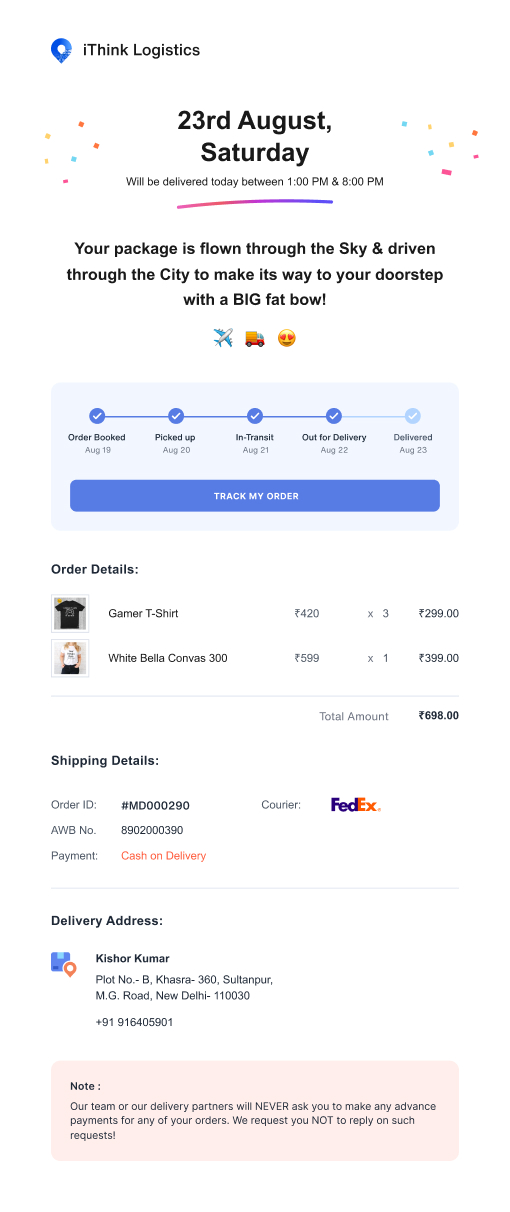 iThink Logistics
23rd August,
Saturday
Will be delivered today between 1:00 PM & 8:00 PM
Your package is flown through the Sky & driven
through the City to make its way to your doorstep
with a BIG fat bow!
Order Booked Picked up In-Transit Out for Delivery Delivered
Aug 19 Aug 20 Aug 21 Aug 22 Aug 23
TRACK MY ORDER
Order Details:
Gamer T-Shirt ₹420 x 3 ₹299.00
White Bella Convas 300 ₹599 x 1 ₹399.00
Total Amount ₹698.00
Shipping Details:
Order ID: #MD000290 Courier: FedEx
AWB No. 8902000390
Payment: Cash on Delivery
Delivery Address:
Kishor Kumar
Plot No.- B, Khasra- 360, Sultanpur,
M.G. Road, New Delhi- 110030
+91 916405901
Note :
Our team or our delivery partners will NEVER ask you to make any advance
payments for any of your orders. We request you NOT to reply on such
requests!